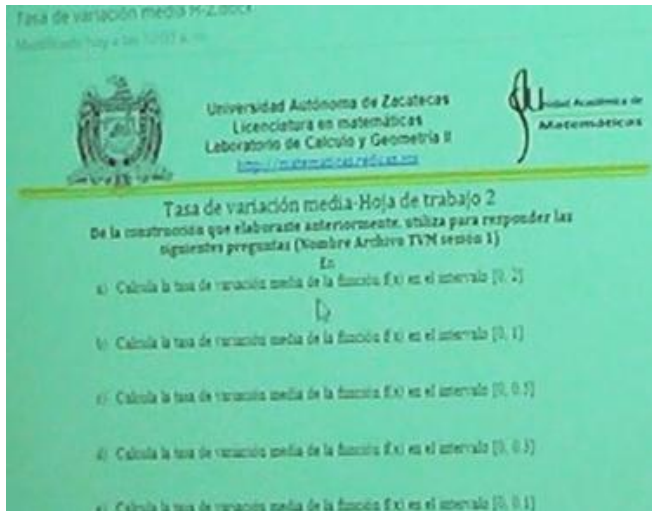 Tasa de variación media H-2.docx
Modificado hoy a las
Universidad Autónoma de Zacatecas
Licenciatura en matemáticas
Laboratorio de Calculo y Geometría II
Unidad Académica de
Matemáticas
Tasa de variación media-Hoja de trabajo 2
De la construcción que elaboraste anteriormente, utiliza para responder las
siguientes preguntas (Nombre Archivo TVM sesión 1)
En
a) Calcula la tasa de variación media de la función f(x) en el intervalo [0, 2]
b) Calcula la tasa de variación media de la función f(x) en el intervalo [0, 1]
c) Calcula la tasa de variación media de la función f(x) en el intervalo [0, 0.5]
d) Calcula la tasa de variación media de la función f(x) en el intervalo
e) Calcula la tasa de variación media de la función f(x) en el intervalo [0, 0.1]